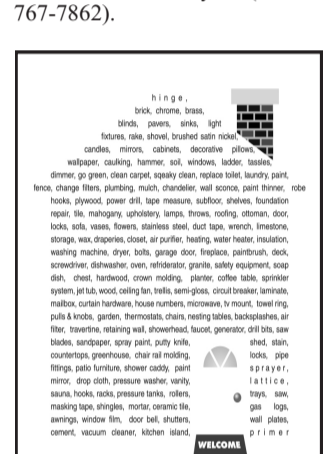 767-7862).
hinge,
brick, chrome, brass,
blinds, pavers, sinks, light
fixtures, rake, shovel, brushed satin nickel,
candles, mirrors, cabinets, decorative pillows,
wallpaper, caulking, hammer, soil, windows, ladder, tassles,
dimmer, go green, clean carpet, sqeaky clean, replace toilet, laundry, paint,
fence, change filters, plumbing, mulch, chandelier, wall sconce, paint thinner, robe
hooks, plywood, power drill, tape measure, subfloor, shelves, foundation
repair, tile, mahogany, upholstery, lamps, throws, roofing, ottoman, door,
locks, sofa, vases, flowers, stainless steel, duct tape, wrench, limestone,
storage, wax, draperies, closet, air purifier, heating, water heater, insulation,
washing machine, dryer, bolts, garage door, fireplace, paintbrush, deck,
screwdriver, dishwasher, oven, refriderator, granite, safety equipment, soap
dish, chest, hardwood, crown molding, planter, coffee table, sprinkler
system, jet tub, wood, ceiling fan, trellis, semi-gloss, circuit breaker, laminate,
mailbox, curtain hardware, house numbers, microwave, tv mount, towel ring,
pulls & knobs, garden, thermostats, chairs, nesting tables, backsplashes, air
filter, travertine, retaining wall, showerhead, faucet, generator, drill bits, saw
blades, sandpaper, spray paint, putty knife, shed, stain,
countertops, greenhouse, chair rail molding, locks, pipe
fittings, patio furniture, shower caddy, paint sprayer,
mirror, drop cloth, pressure washer, vanity, lattice,
sauna, hooks, racks, pressure tanks, rollers, trays, saw,
masking tape, shingles, mortar, ceramic tile, gas logs,
awnings, window film, door bell, shutters, wall plates,
cement, vacuum cleaner, kitchen island, primer
WELCOME